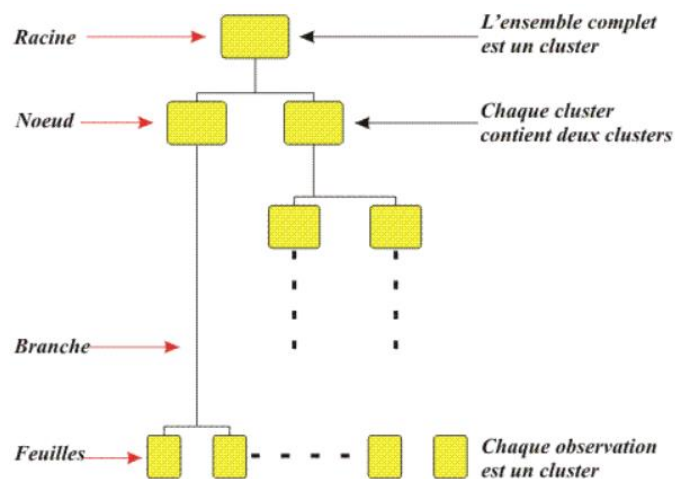 Racine
L'ensemble complet
est un cluster
Noeud
Chaque cluster
contient deux clusters
Branche
Feuilles
Chaque observation
est un cluster